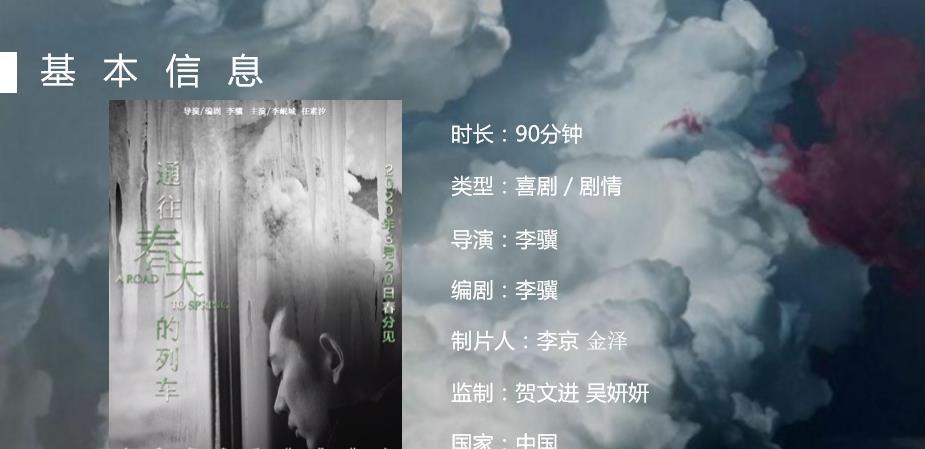 基本信息
导演/编剧 李骥 主演/李岷城 任素汐
通往春天的列车
A ROAD TO SPRING
2020年3月20日春分见
时长：90分钟
类型：喜剧 / 剧情
导演：李骥
编剧：李骥
制片人：李京 金泽
监制：贺文进 吴妍妍
国家：中国